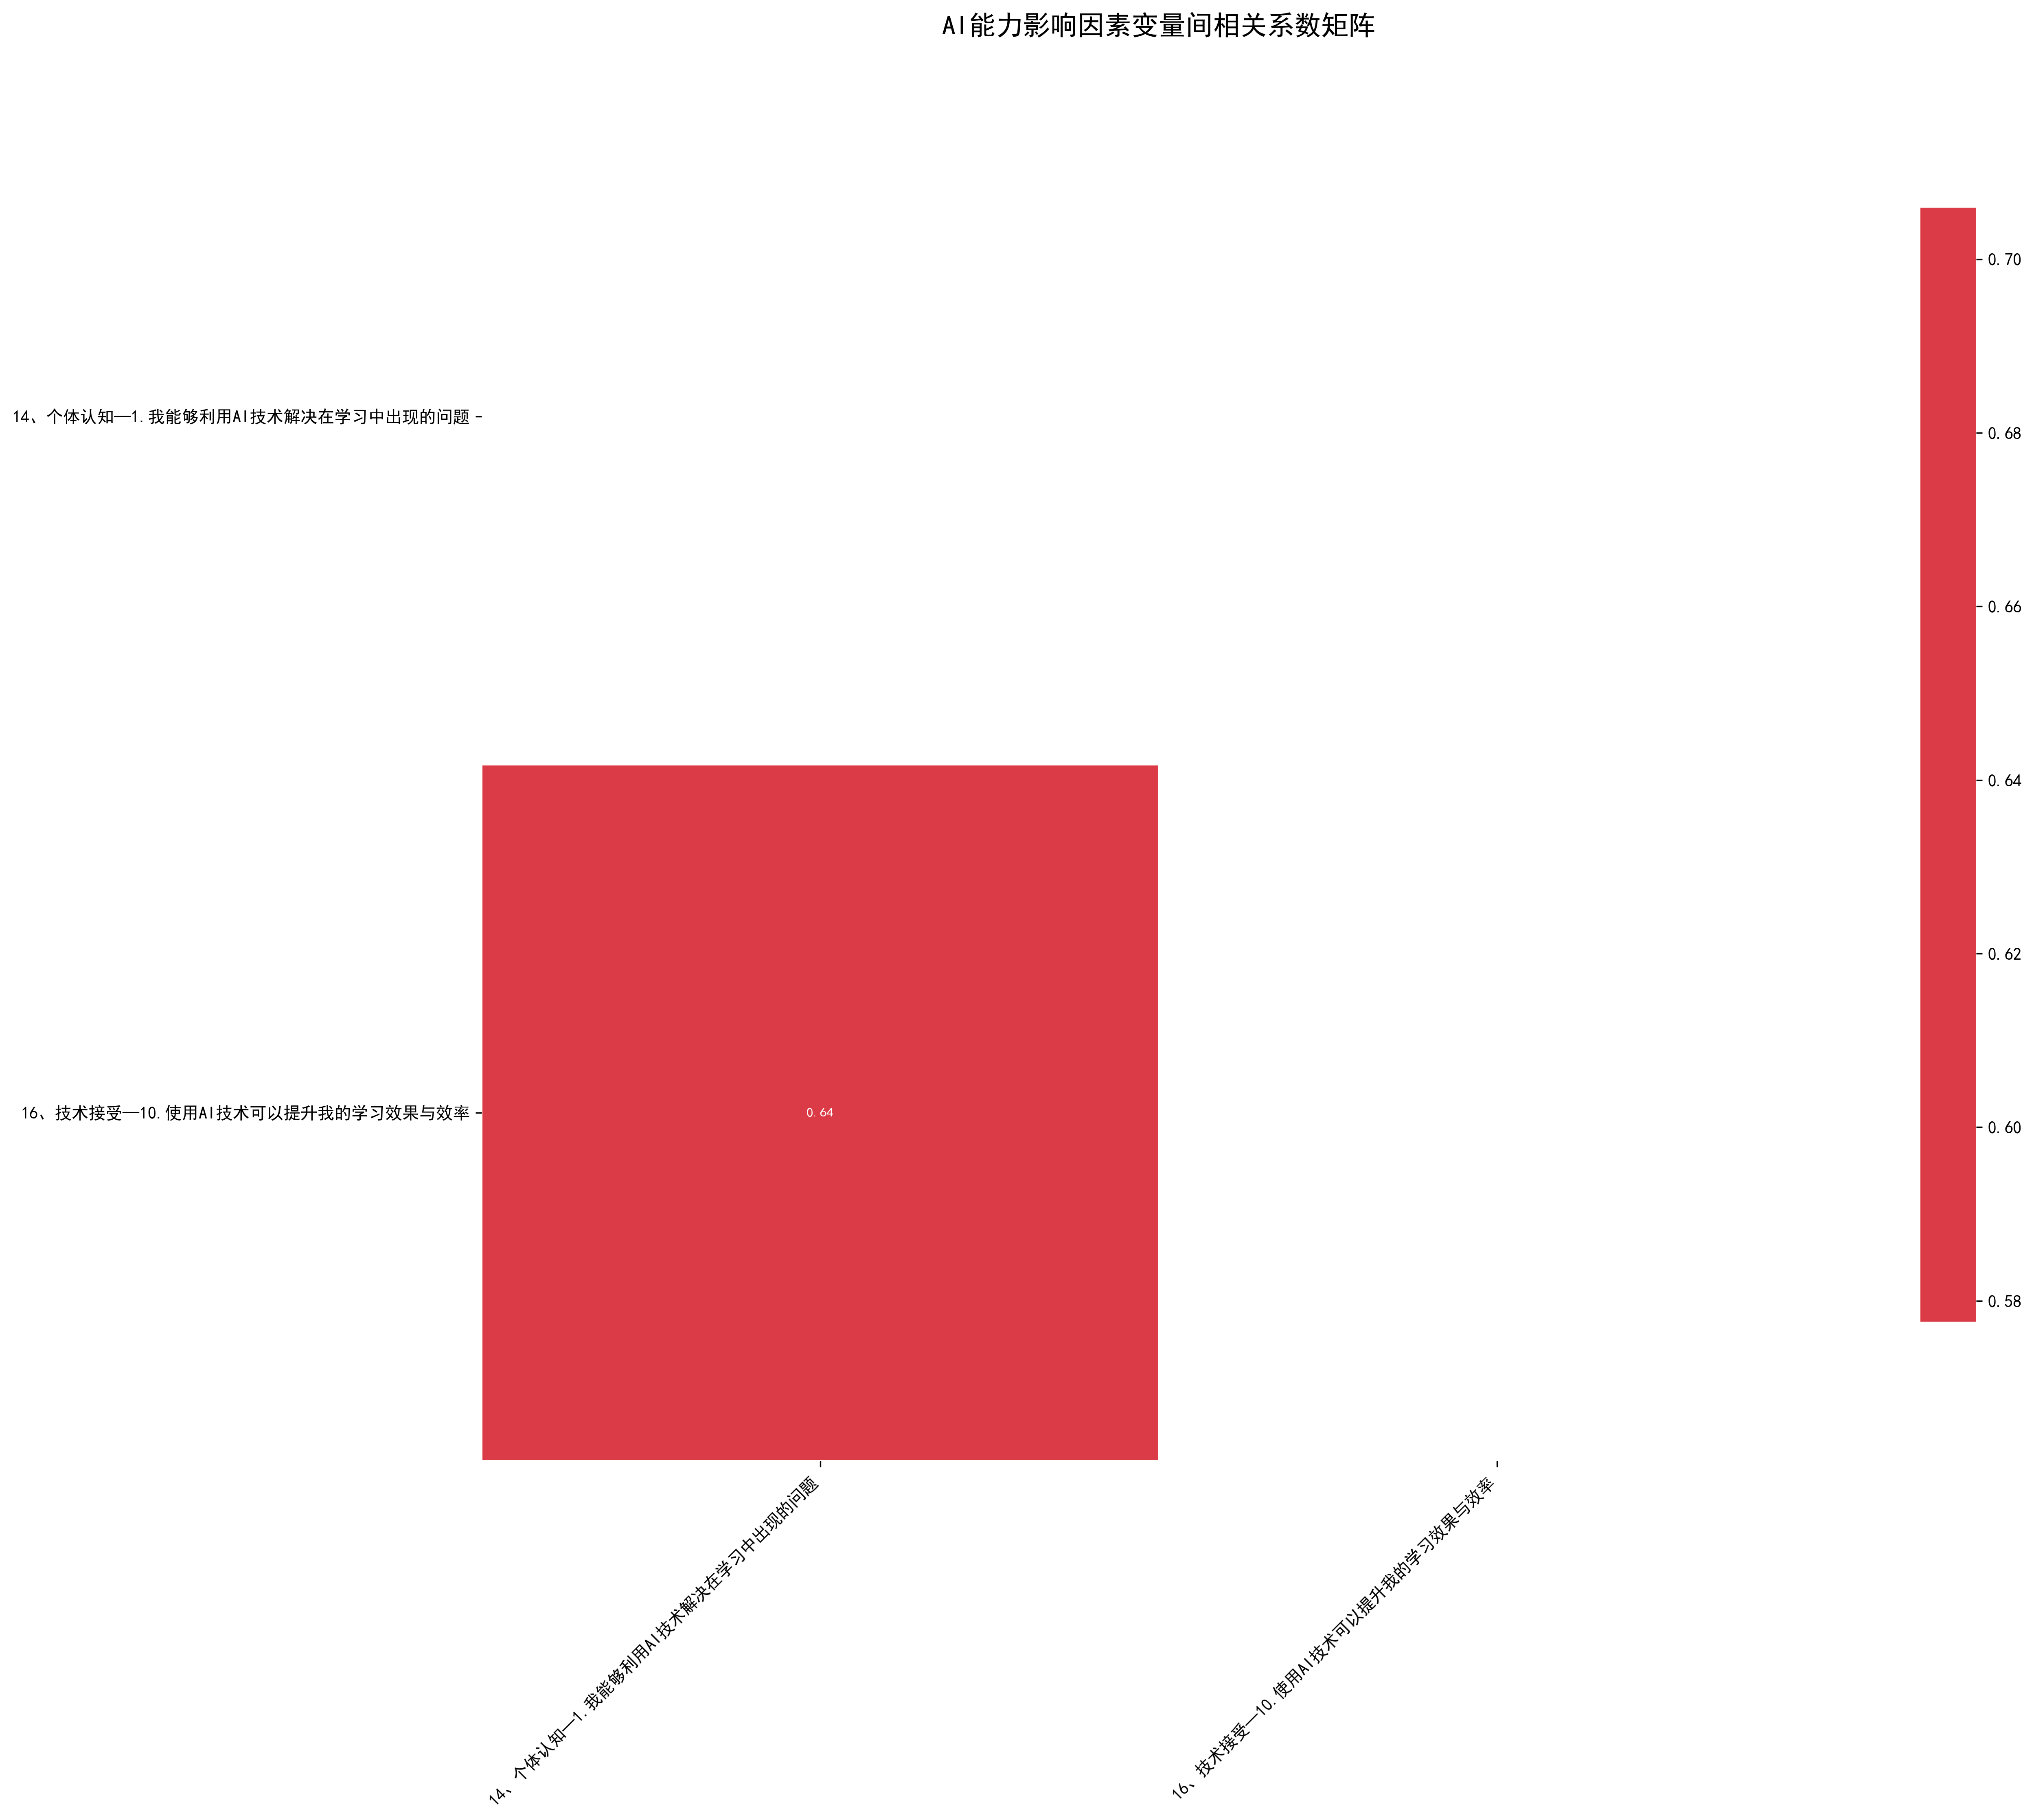 AI能力影响因素变量间相关系数矩阵
14、个体认知—1.我能够利用AI技术解决在学习中出现的问题
16、技术接受—10.使用AI技术可以提升我的学习效果与效率
0.64
0.70
0.68
0.66
0.64
0.62
0.60
0.58
14、个体认知—1.我能够利用AI技术解决在学习中出现的问题
16、技术接受—10.使用AI技术可以提升我的学习效果与效率